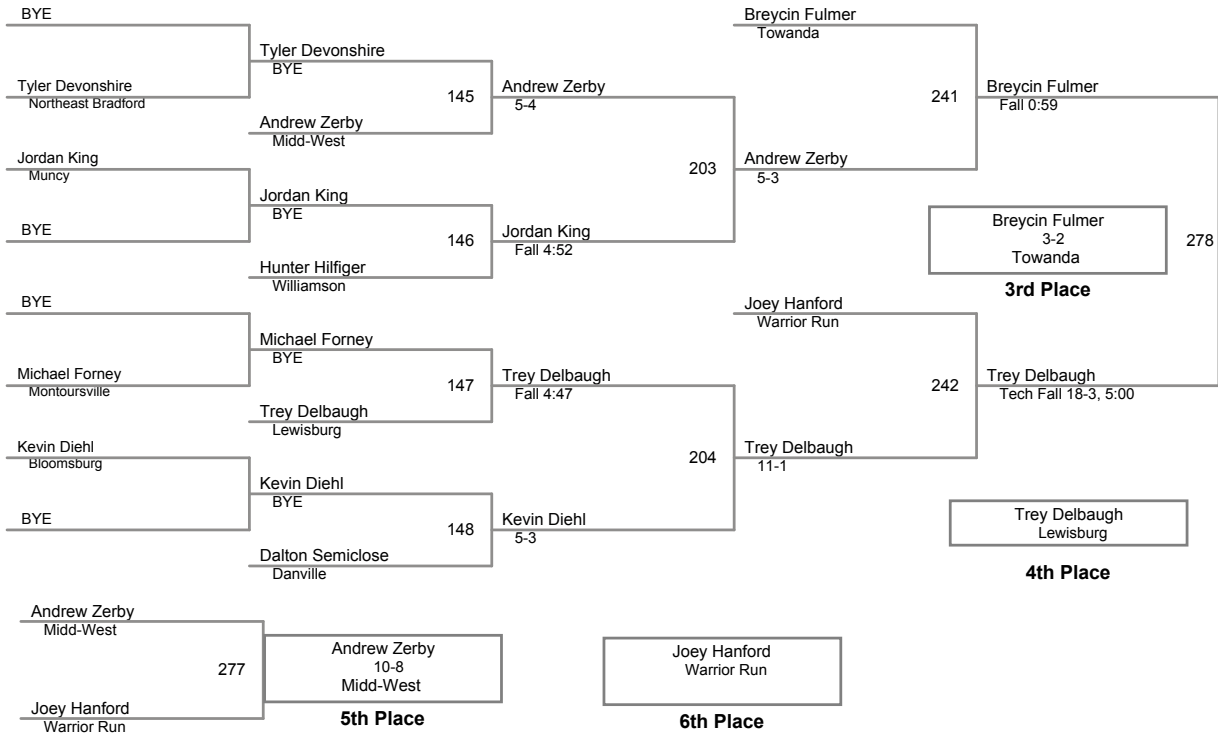 BYE
Tyler Devonshire
Northeast Bradford
Jordan King
Muncy
BYE
BYE
Michael Forney
Montoursville
Kevin Diehl
Bloomsburg
BYE
Tyler Devonshire
BYE
145
Andrew Zerby
Midd-West
Jordan King
BYE
146
Hunter Hilfiger
Williamson
Michael Forney
BYE
147
Trey Delbaugh
Lewisburg
Kevin Diehl
BYE
148
Dalton Semiclose
Danville
Andrew Zerby
5-4
203
Jordan King
Fall 4:52
Trey Delbaugh
Fall 4:47
204
Kevin Diehl
5-3
Breycin Fulmer
Towanda
241
Andrew Zerby
5-3
Joey Hanford
Warrior Run
242
Trey Delbaugh
11-1
Breycin Fulmer
Fall 0:59
278
Trey Delbaugh
Tech Fall 18-3, 5:00
Breycin Fulmer
3-2
Towanda
3rd Place
Trey Delbaugh
Lewisburg
4th Place
Andrew Zerby
Midd-West
277
Joey Hanford
Warrior Run
Andrew Zerby
10-8
Midd-West
5th Place
Joey Hanford
Warrior Run
6th Place